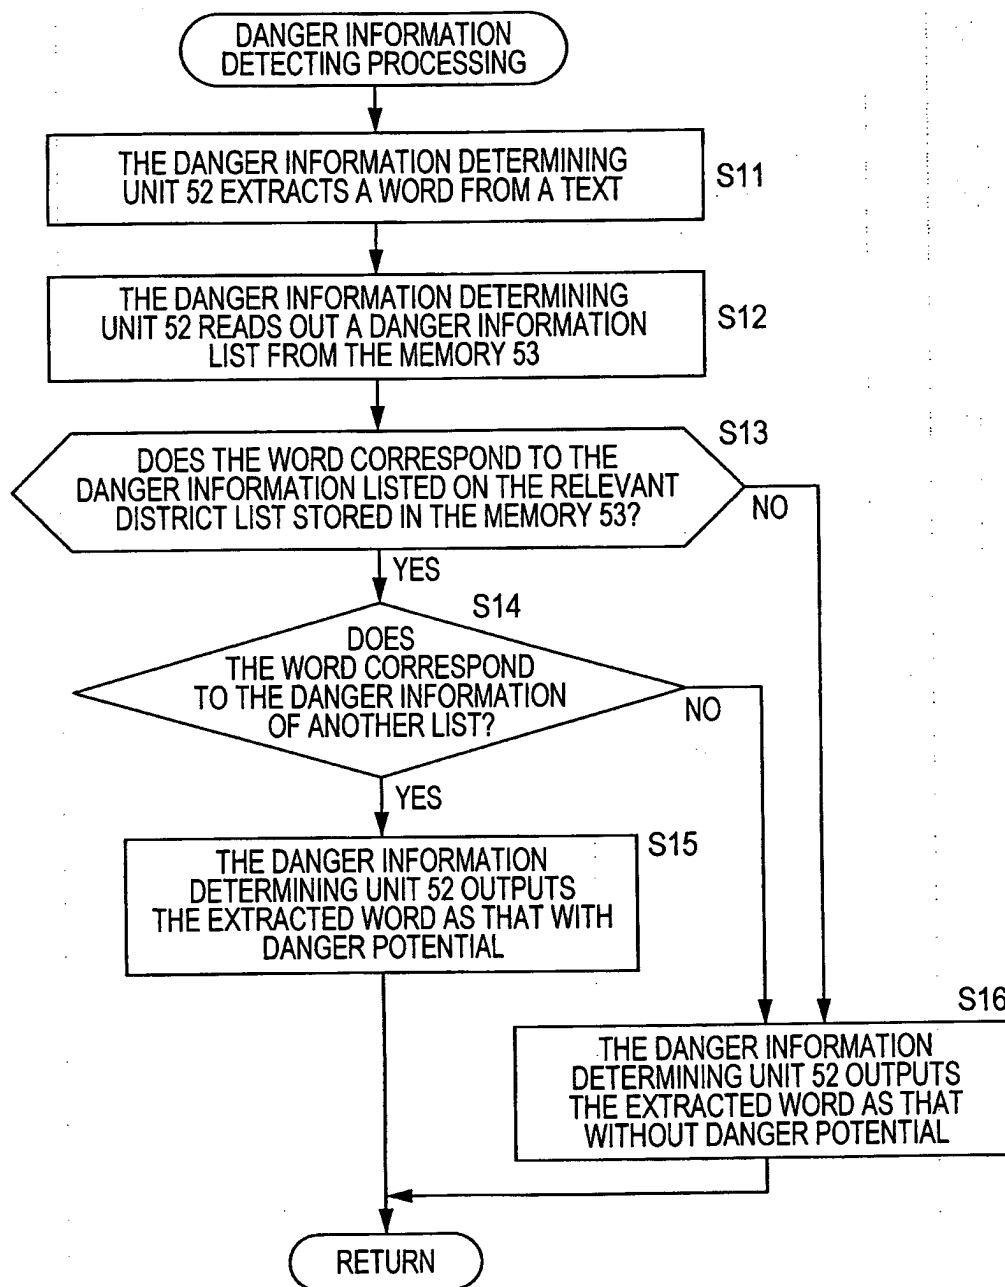 DANGER INFORMATION
DETECTING PROCESSING
THE DANGER INFORMATION DETERMINING
UNIT 52 EXTRACTS A WORD FROM A TEXT
S11
THE DANGER INFORMATION DETERMINING
UNIT 52 READS OUT A DANGER INFORMATION
LIST FROM THE MEMORY 53
S12
S13
DOES THE WORD CORRESPOND TO THE
DANGER INFORMATION LISTED ON THE RELEVANT
DISTRICT LIST STORED IN THE MEMORY 53?
NO
YES
S14
DOES
THE WORD CORRESPOND
TO THE DANGER INFORMATION
OF ANOTHER LIST?
NO
YES
S15
THE DANGER INFORMATION
DETERMINING UNIT 52 OUTPUTS
THE EXTRACTED WORD AS THAT WITH
DANGER POTENTIAL
S16
THE DANGER INFORMATION
DETERMINING UNIT 52 OUTPUTS
THE EXTRACTED WORD AS THAT
WITHOUT DANGER POTENTIAL
RETURN